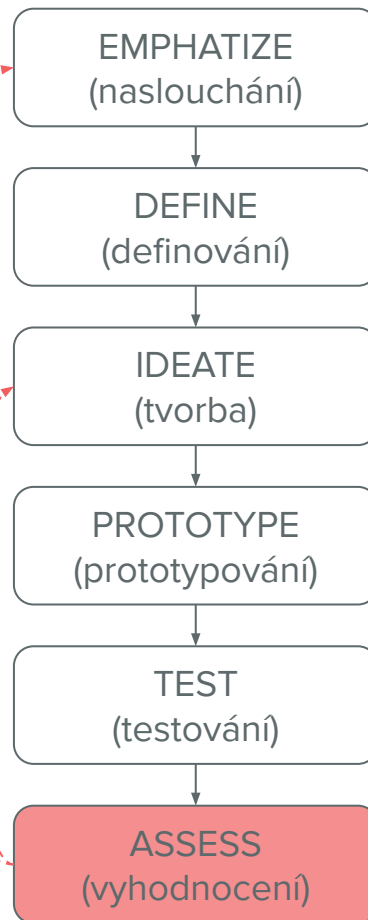 EMPHATIZE
(naslouchání)
DEFINE
(definování)
IDEATE
(tvorba)
PROTOTYPE
(prototypování)
TEST
(testování)
ASSESS
(vyhodnocení)